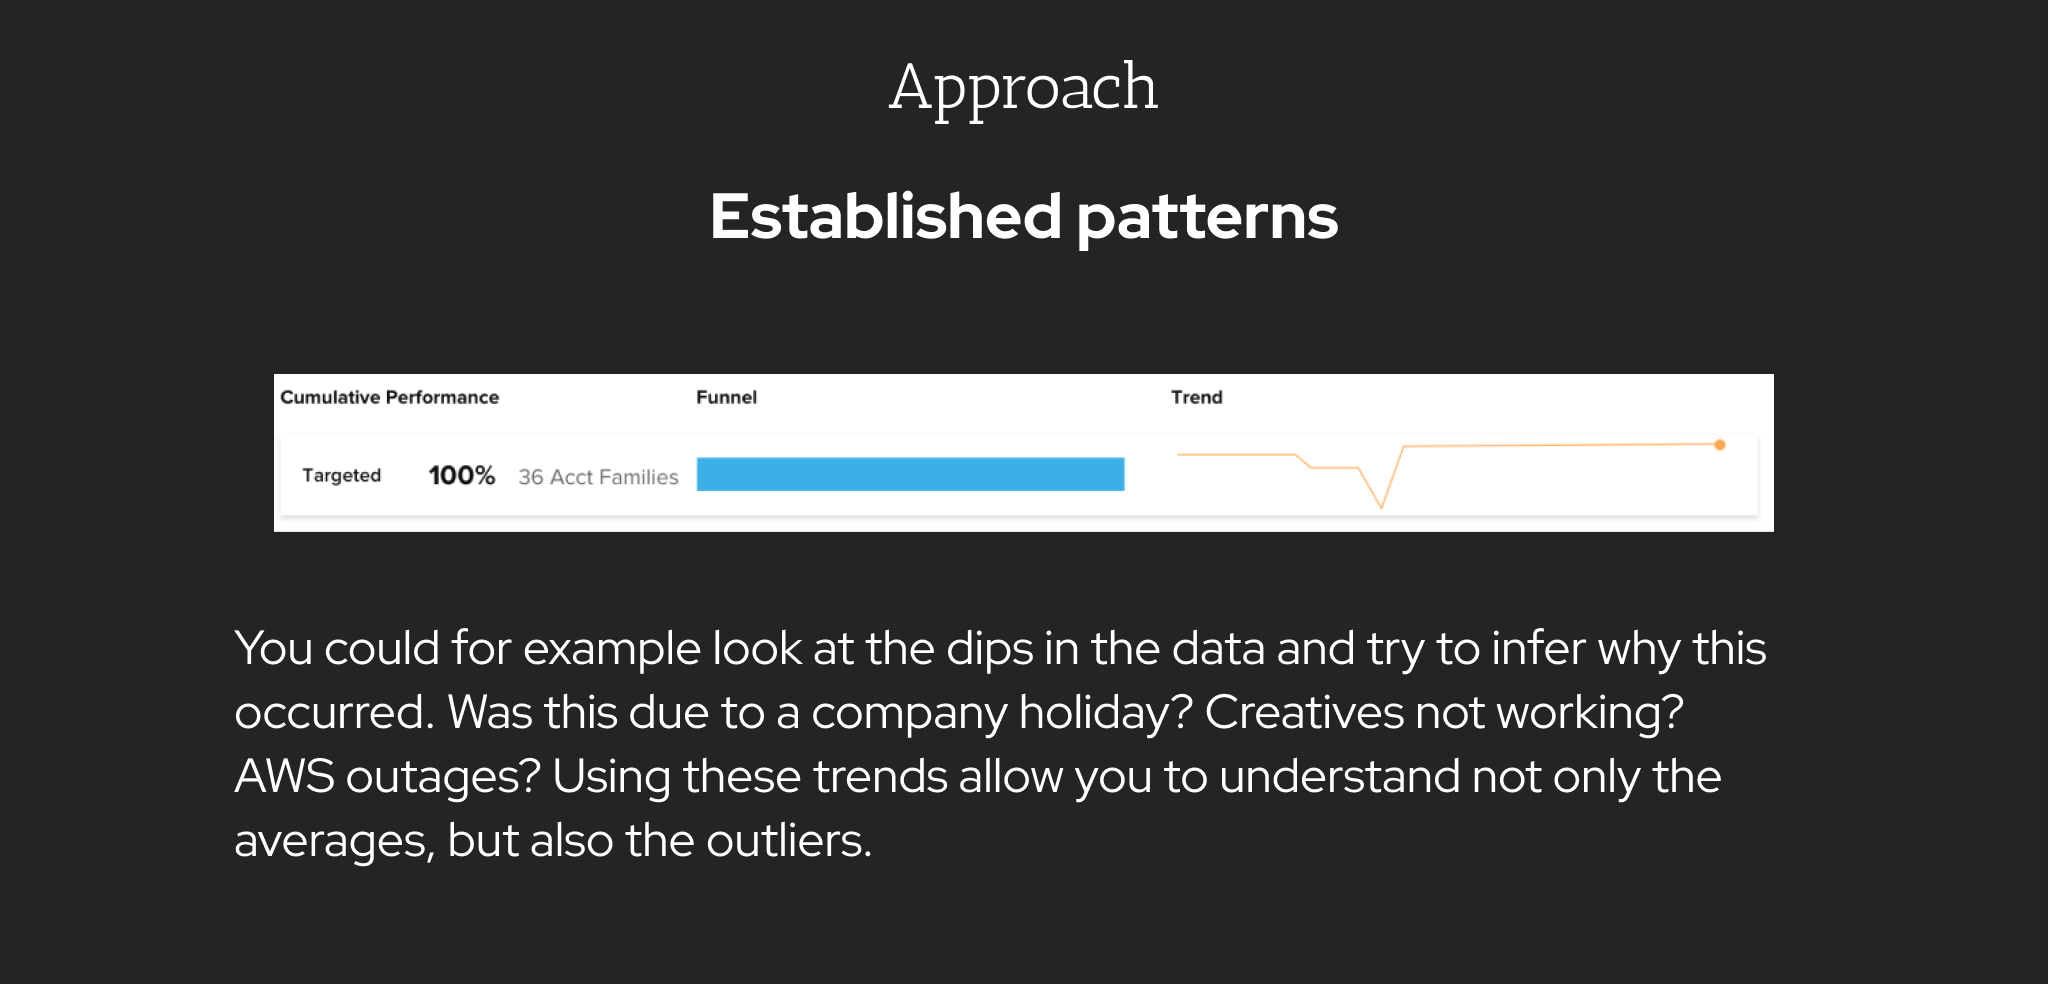 Approach
Established patterns
Cumulative Performance Funnel Trend
Targeted 100% 36 Acct Families
You could for example look at the dips in the data and try to infer why this
occurred. Was this due to a company holiday? Creatives not working?
AWS outages? Using these trends allow you to understand not only the
averages, but also the outliers.